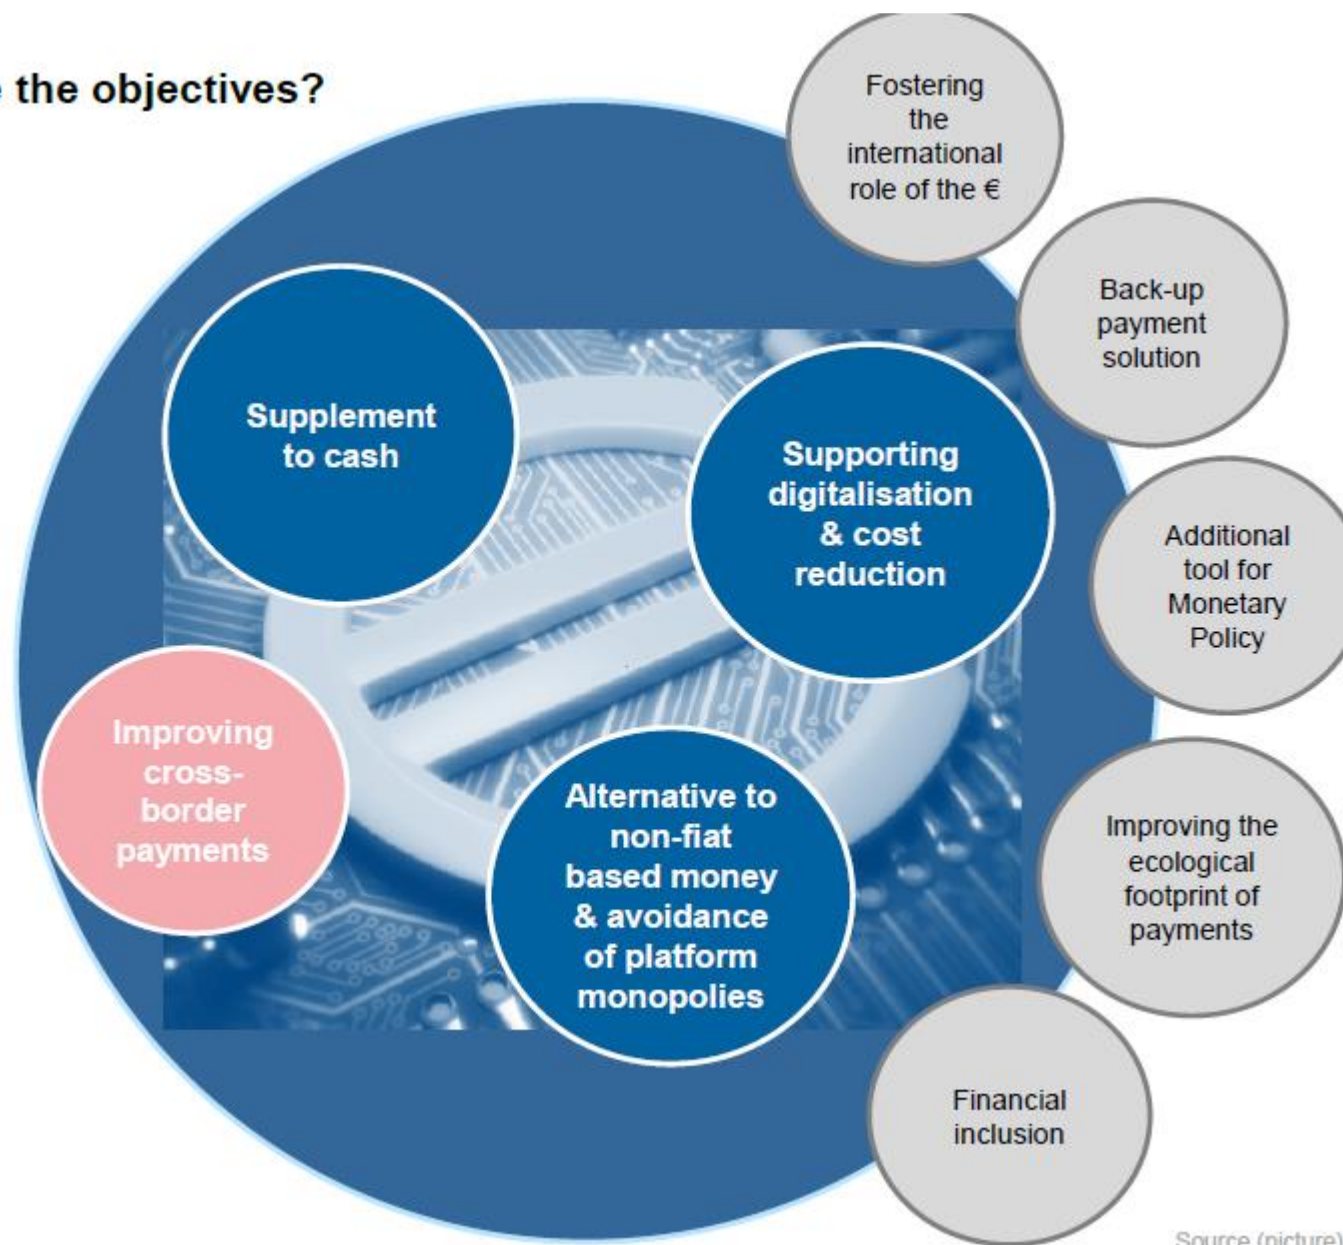 the objectives?
Fostering
the
international
role of the €
Back-up
payment
solution
Supplement
to cash
Supporting
digitalisation
& cost
reduction
Additional
tool for
Monetary
Policy
Improving
cross-
border
payments
Alternative to
non-fiat
based money
& avoidance
of platform
monopolies
Improving the
ecological
footprint of
payments
Financial
inclusion
Source (picture)